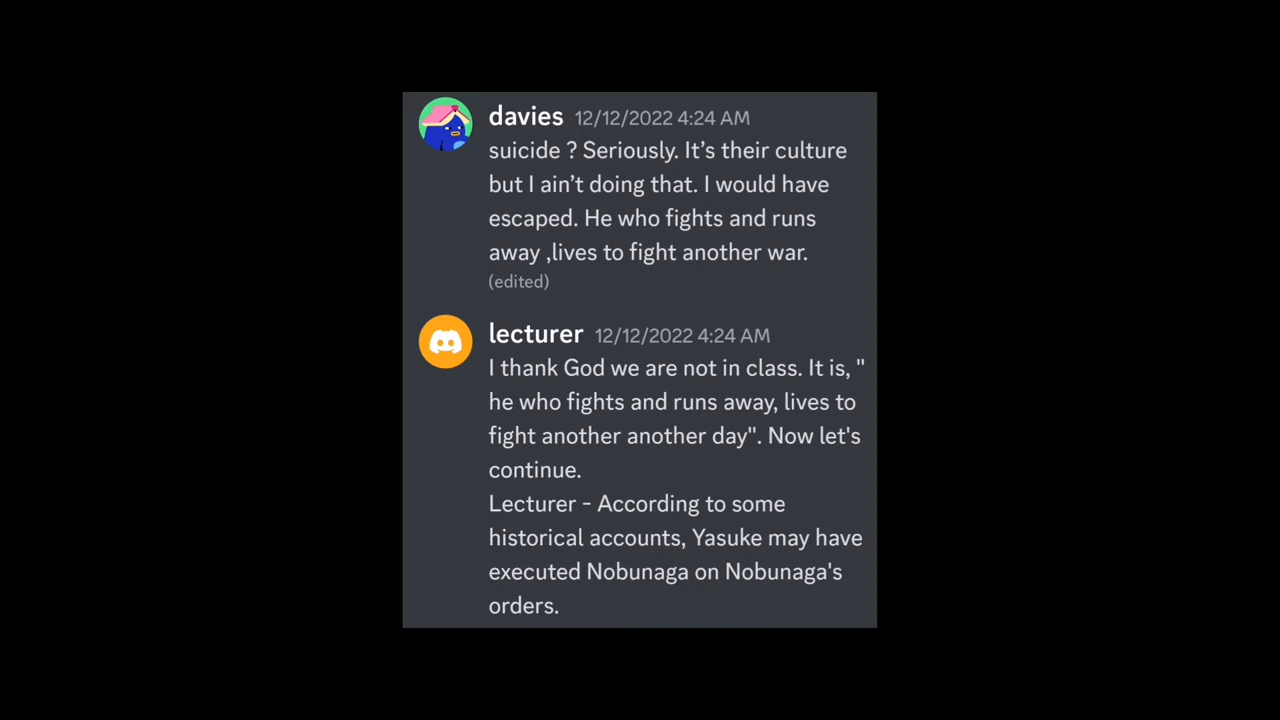 davies 12/12/2022 4:24 AM
suicide ? Seriously. It’s their culture
but I ain’t doing that. I would have
escaped. He who fights and runs
away ,lives to fight another war.
(edited)
lecturer 12/12/2022 4:24 AM
I thank God we are not in class. It is, "
he who fights and runs away, lives to
fight another another day". Now let's
continue.
Lecturer - According to some
historical accounts, Yasuke may have
executed Nobunaga on Nobunaga's
orders.